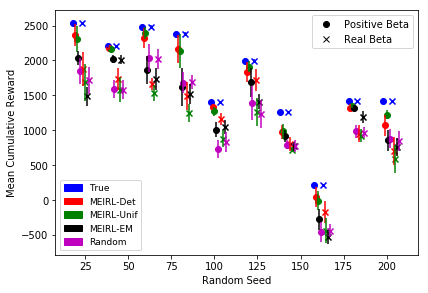 Mean Cumulative Reward
2500
2000
1500
1000
500
0
−500
Positive Beta
Real Beta
True
MEIRL-Det
MEIRL-Unif
MEIRL-EM
Random
25 50 75 100 125 150 175 200
Random Seed